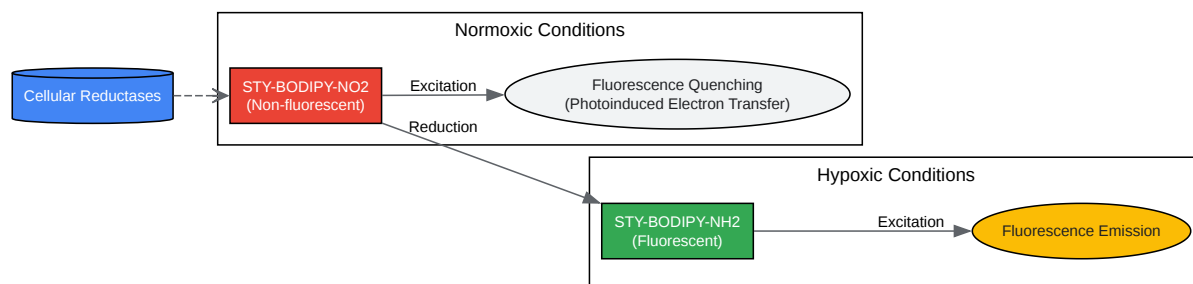 Normoxic Conditions
Cellular Reductases
STY-BODIPY-NO2
(Non-fluorescent)
Excitation
Fluorescence Quenching
(Photoinduced Electron Transfer)
Reduction
Hypoxic Conditions
STY-BODIPY-NH2
(Fluorescent)
Excitation
Fluorescence Emission